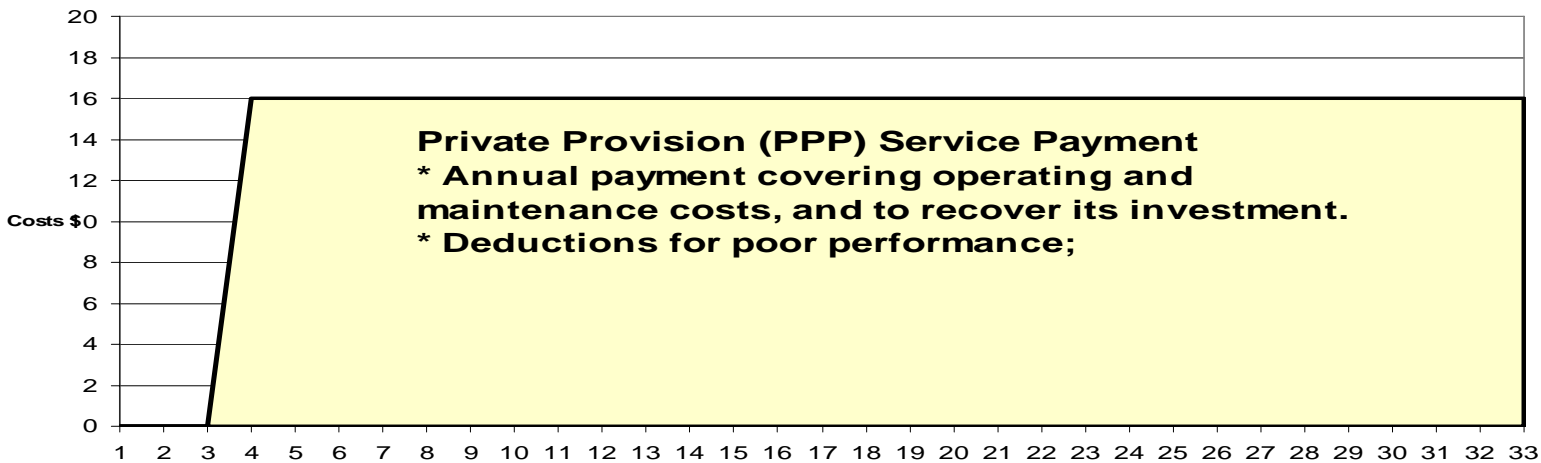 20
18
16
14
12
Costs $0
8
6
4
2
0
Private Provision (PPP) Service Payment
* Annual payment covering operating and
maintenance costs, and to recover its investment.
* Deductions for poor performance;
1 2 3 4 5 6 7 8 9 10 11 12 13 14 15 16 17 18 19 20 21 22 23 24 25 26 27 28 29 30 31 32 33